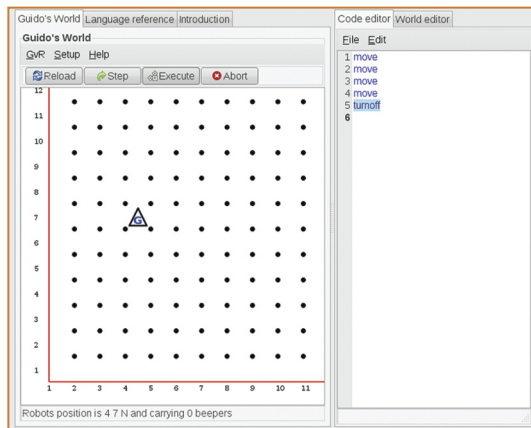 Guido's World Language reference Introduction
Guido's World
GvR Setup Help
Reload Step Execute Abort
12
11
10
9
8
7
G
6
5
4
3
2
1
1 2 3 4 5 6 7 8 9 10 11
Robots position is 4 7 N and carrying 0 beepers
Code editor World editor
File Edit
1 move
2 move
3 move
4 move
5 turnoff
6